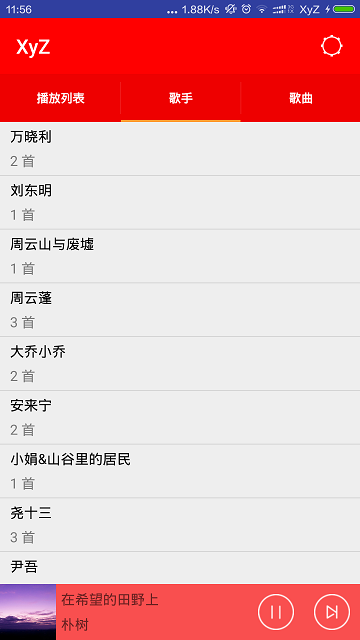 11:56 ... 1.88K/s XyZ
XyZ
播放列表 歌手 歌曲
万晓利
2 首
刘东明
1 首
周云山与废墟
1 首
周云蓬
3 首
大乔小乔
2 首
安来宁
2 首
小娟&山谷里的居民
1 首
尧十三
3 首
尹吾
在希望的田野上
朴树